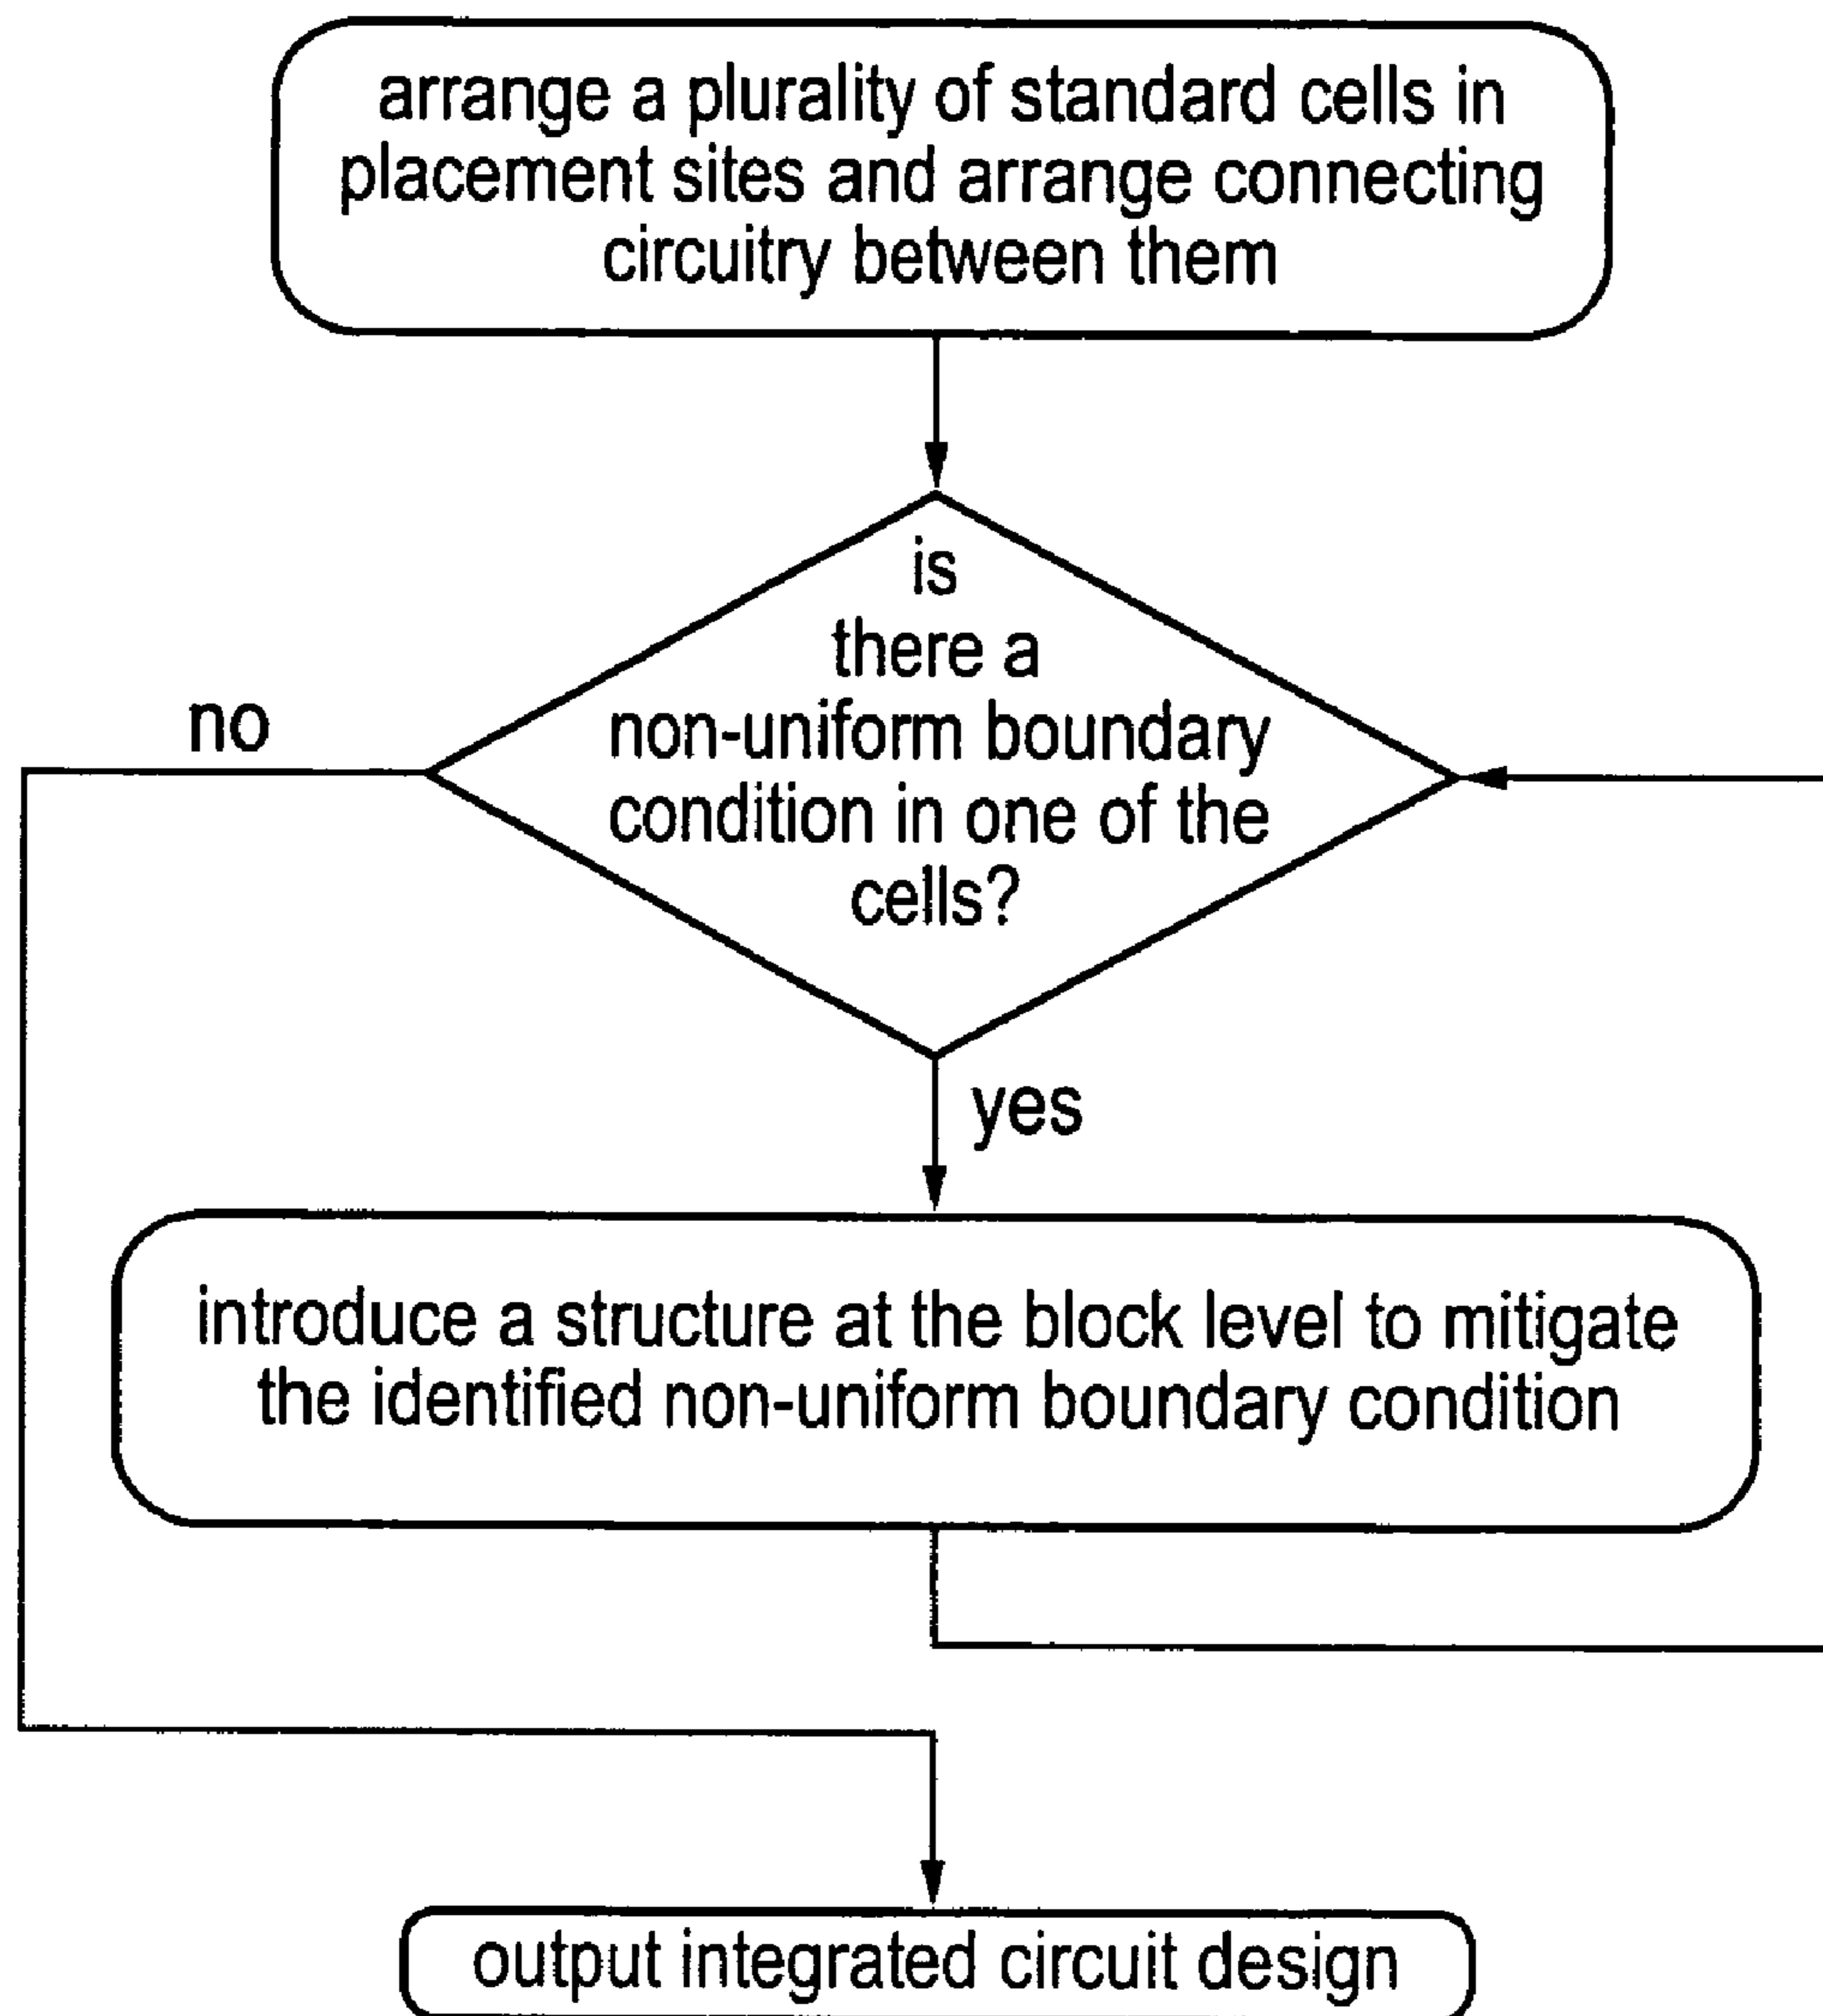 arrange a plurality of standard cells in
placement sites and arrange connecting
circuitry between them
is
there a
non-uniform boundary
condition in one of the
cells?
no
yes
introduce a structure at the block level to mitigate
the identified non-uniform boundary condition
output integrated circuit design